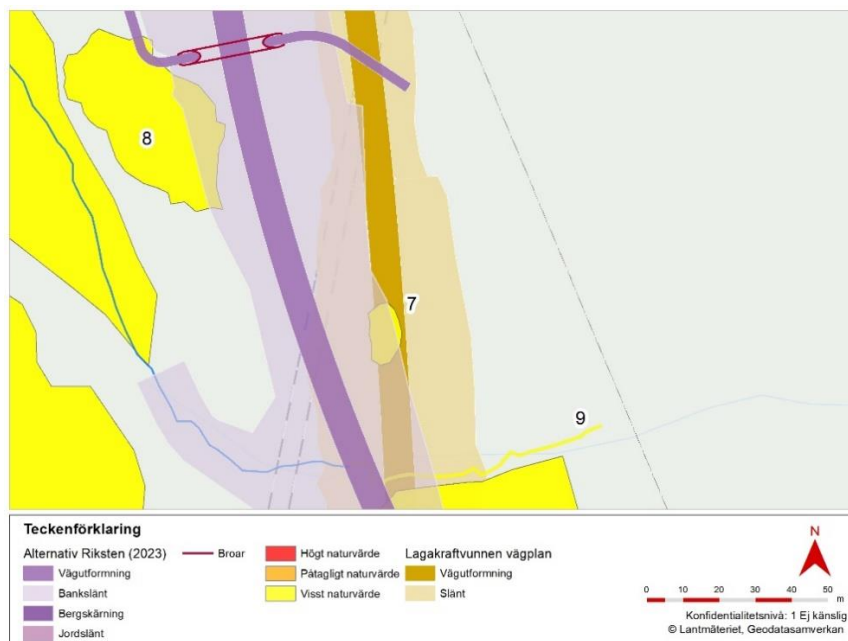 8
7
9
Teckenförklaring
Alternativ Riksten (2023)
Vägutformning
Bankslänt
Bergskärning
Jordslänt
Broar
Högt naturvärde
Påtagligt naturvärde
Visst naturvärde
Lagakraftvunnen vägplan
Vägutformning
Slänt
N
0 10 20 30 40 50
m
Konfidentialitetsnivå: 1 Ej känslig
© Lantmäteriet, Geodatasamverkan